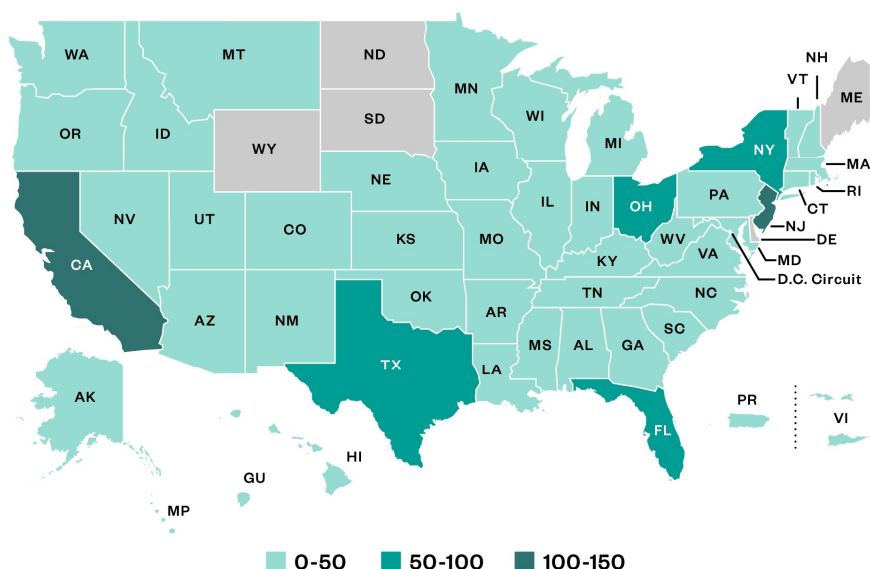 NH
VT
WA
MT
ND
ME
MN
OR
ID
SD
WI
NY
WY
MI
MA
RI
IA
NE
PA
CT
NV
UT
CO
IL
IN
OH
NJ
DE
CA
KS
MO
WV
VA
MD
KY
D.C. Circuit
AZ
NM
OK
TN
NC
AR
SC
TX
MS
AL
GA
LA
AK
PR
VI
FL
HI
GU
MP
0-50
50-100
100-150